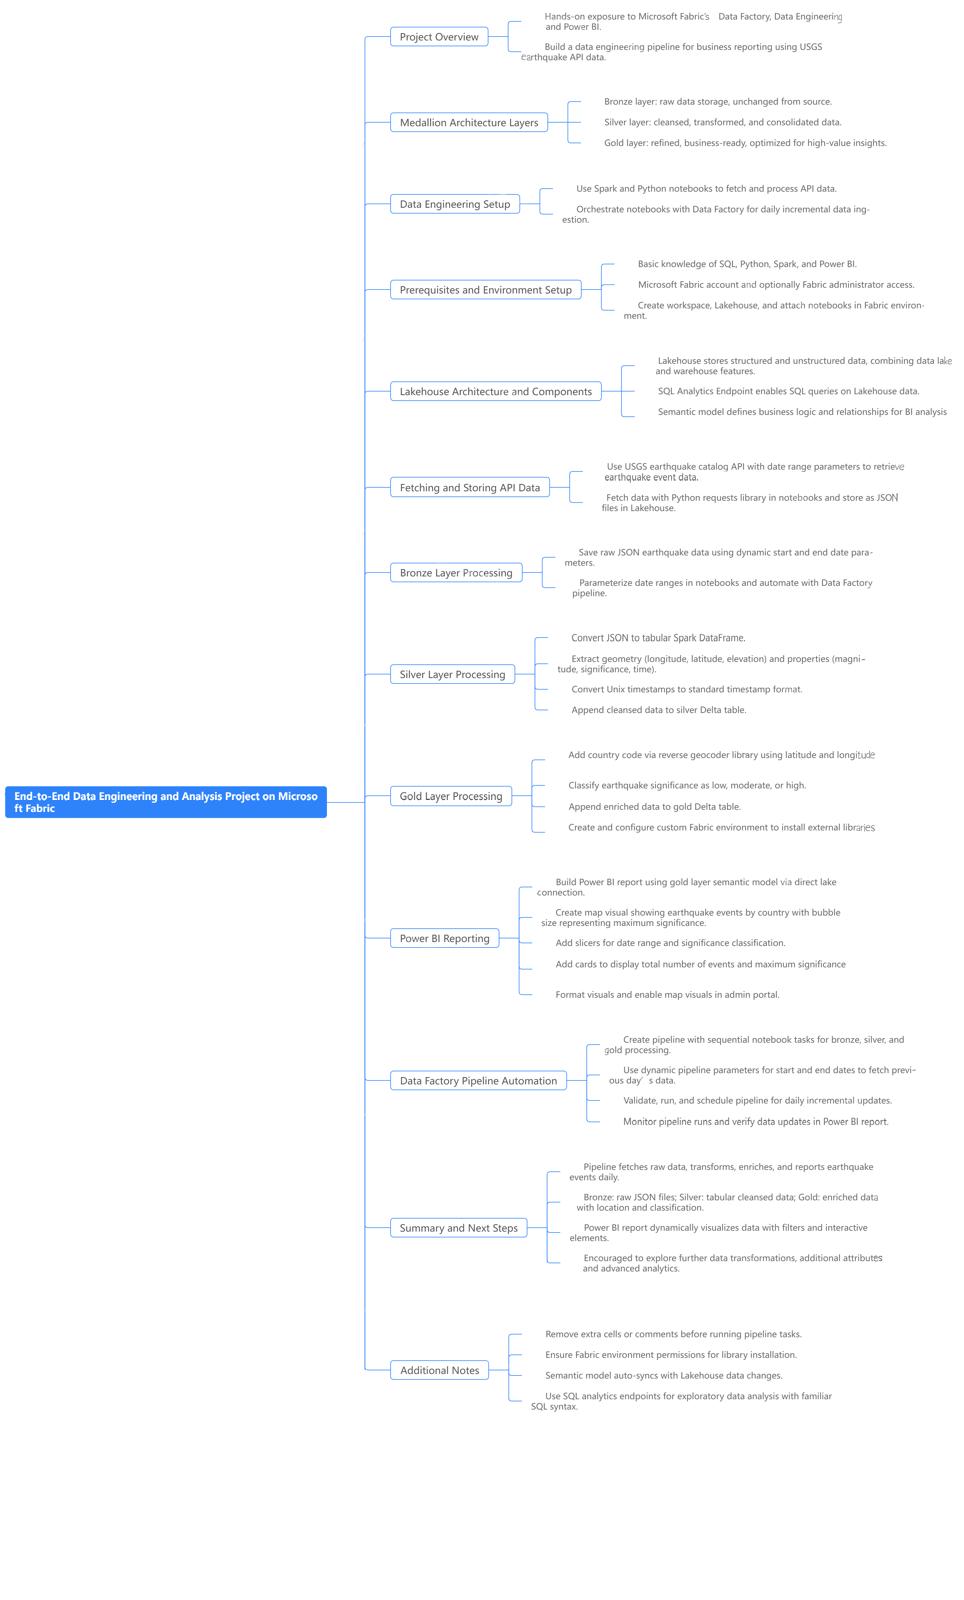 Hands-on exposure to Microsoft Fabric's Data Factory, Data Engineering
and Power BI.
Project Overview
Build a data engineering pipeline for business reporting using USGS
earthquake API data.
Bronze layer: raw data storage, unchanged from source.
Medallion Architecture Layers
Silver layer: cleansed, transformed, and consolidated data.
Gold layer: refined, business-ready, optimized for high-value insights.
Use Spark and Python notebooks to fetch and process API data.
Data Engineering Setup
Orchestrate notebooks with Data Factory for daily incremental data ing-
estion.
Basic knowledge of SQL, Python, Spark, and Power BI.
Prerequisites and Environment Setup
Microsoft Fabric account and optionally Fabric administrator access.
Create workspace, Lakehouse, and attach notebooks in Fabric environ-
ment.
Lakehouse stores structured and unstructured data, combining data lake
and warehouse features.
Lakehouse Architecture and Components
SQL Analytics Endpoint enables SQL queries on Lakehouse data.
Semantic model defines business logic and relationships for BI analysis
Use USGS earthquake catalog API with date range parameters to retrieve
earthquake event data.
Fetching and Storing API Data
Fetch data with Python requests library in notebooks and store as JSON
files in Lakehouse.
Save raw JSON earthquake data using dynamic start and end date para-
meters.
Bronze Layer Processing
Parameterize date ranges in notebooks and automate with Data Factory
pipeline.
Convert JSON to tabular Spark DataFrame.
Extract geometry (longitude, latitude, elevation) and properties (magni-
tude, significance, time).
Silver Layer Processing
Convert Unix timestamps to standard timestamp format.
Append cleansed data to silver Delta table.
Add country code via reverse geocoder library using latitude and longitude
Classify earthquake significance as low, moderate, or high.
End-to-End Data Engineering and Analysis Project on Microso
ft Fabric
Gold Layer Processing
Append enriched data to gold Delta table.
Create and configure custom Fabric environment to install external libraries
Build Power BI report using gold layer semantic model via direct lake
connection.
Create map visual showing earthquake events by country with bubble
size representing maximum significance.
Power BI Reporting
Add slicers for date range and significance classification.
Add cards to display total number of events and maximum significance
Format visuals and enable map visuals in admin portal.
Create pipeline with sequential notebook tasks for bronze, silver, and
gold processing.
Use dynamic pipeline parameters for start and end dates to fetch previ-
ous day's data.
Data Factory Pipeline Automation
Validate, run, and schedule pipeline for daily incremental updates.
Monitor pipeline runs and verify data updates in Power BI report.
Pipeline fetches raw data, transforms, enriches, and reports earthquake
events daily.
Bronze: raw JSON files; Silver: tabular cleansed data; Gold: enriched data
with location and classification.
Summary and Next Steps
Power BI report dynamically visualizes data with filters and interactive
elements.
Encouraged to explore further data transformations, additional attributes
and advanced analytics.
Remove extra cells or comments before running pipeline tasks.
Ensure Fabric environment permissions for library installation.
Additional Notes
Semantic model auto-syncs with Lakehouse data changes.
Use SQL analytics endpoints for exploratory data analysis with familiar
SQL syntax.